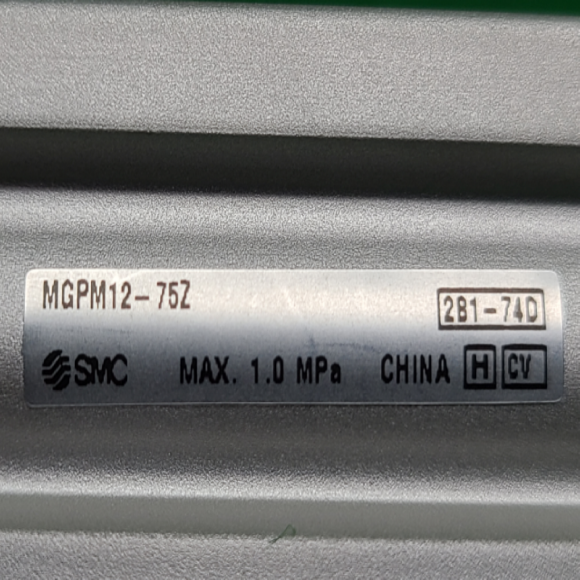 MGPM12-75Z 2B1-74D
SMC MAX. 1.0 MPa CHINA H CV